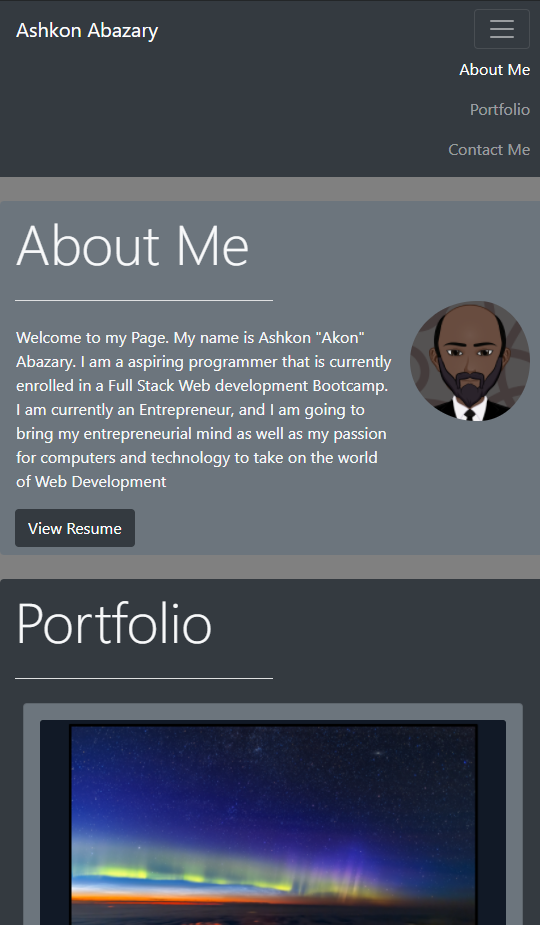 Ashkon Abazary
About Me
Portfolio
Contact Me
About Me
Welcome to my Page. My name is Ashkon "Akon"
Abazary. I am a aspiring programmer that is currently
enrolled in a Full Stack Web development Bootcamp.
I am currently an Entrepreneur, and I am going to
bring my entrepreneurial mind as well as my passion
for computers and technology to take on the world
of Web Development
View Resume
Portfolio